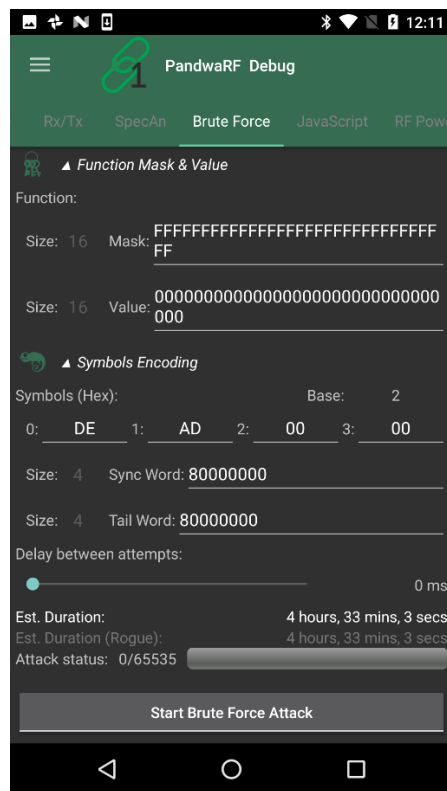 12:11
1
PandwaRF Debug
Rx/Tx SpecAn Brute Force JavaScript RF Pow
▲ Function Mask & Value
Function:
Size: 16 Mask: FFFFFFFFFFFFFFFFFFFFFFFFFFFFFF
FF
Size: 16 Value: 00000000000000000000000000000
000
▲ Symbols Encoding
Symbols (Hex): Base: 2
0: DE 1: AD 2: 00 3: 00
Size: 4 Sync Word: 80000000
Size: 4 Tail Word: 80000000
Delay between attempts:
0 ms
Est. Duration: 4 hours, 33 mins, 3 secs
Est. Duration (Rogue): 4 hours, 33 mins, 3 secs
Attack status: 0/65535
Start Brute Force Attack